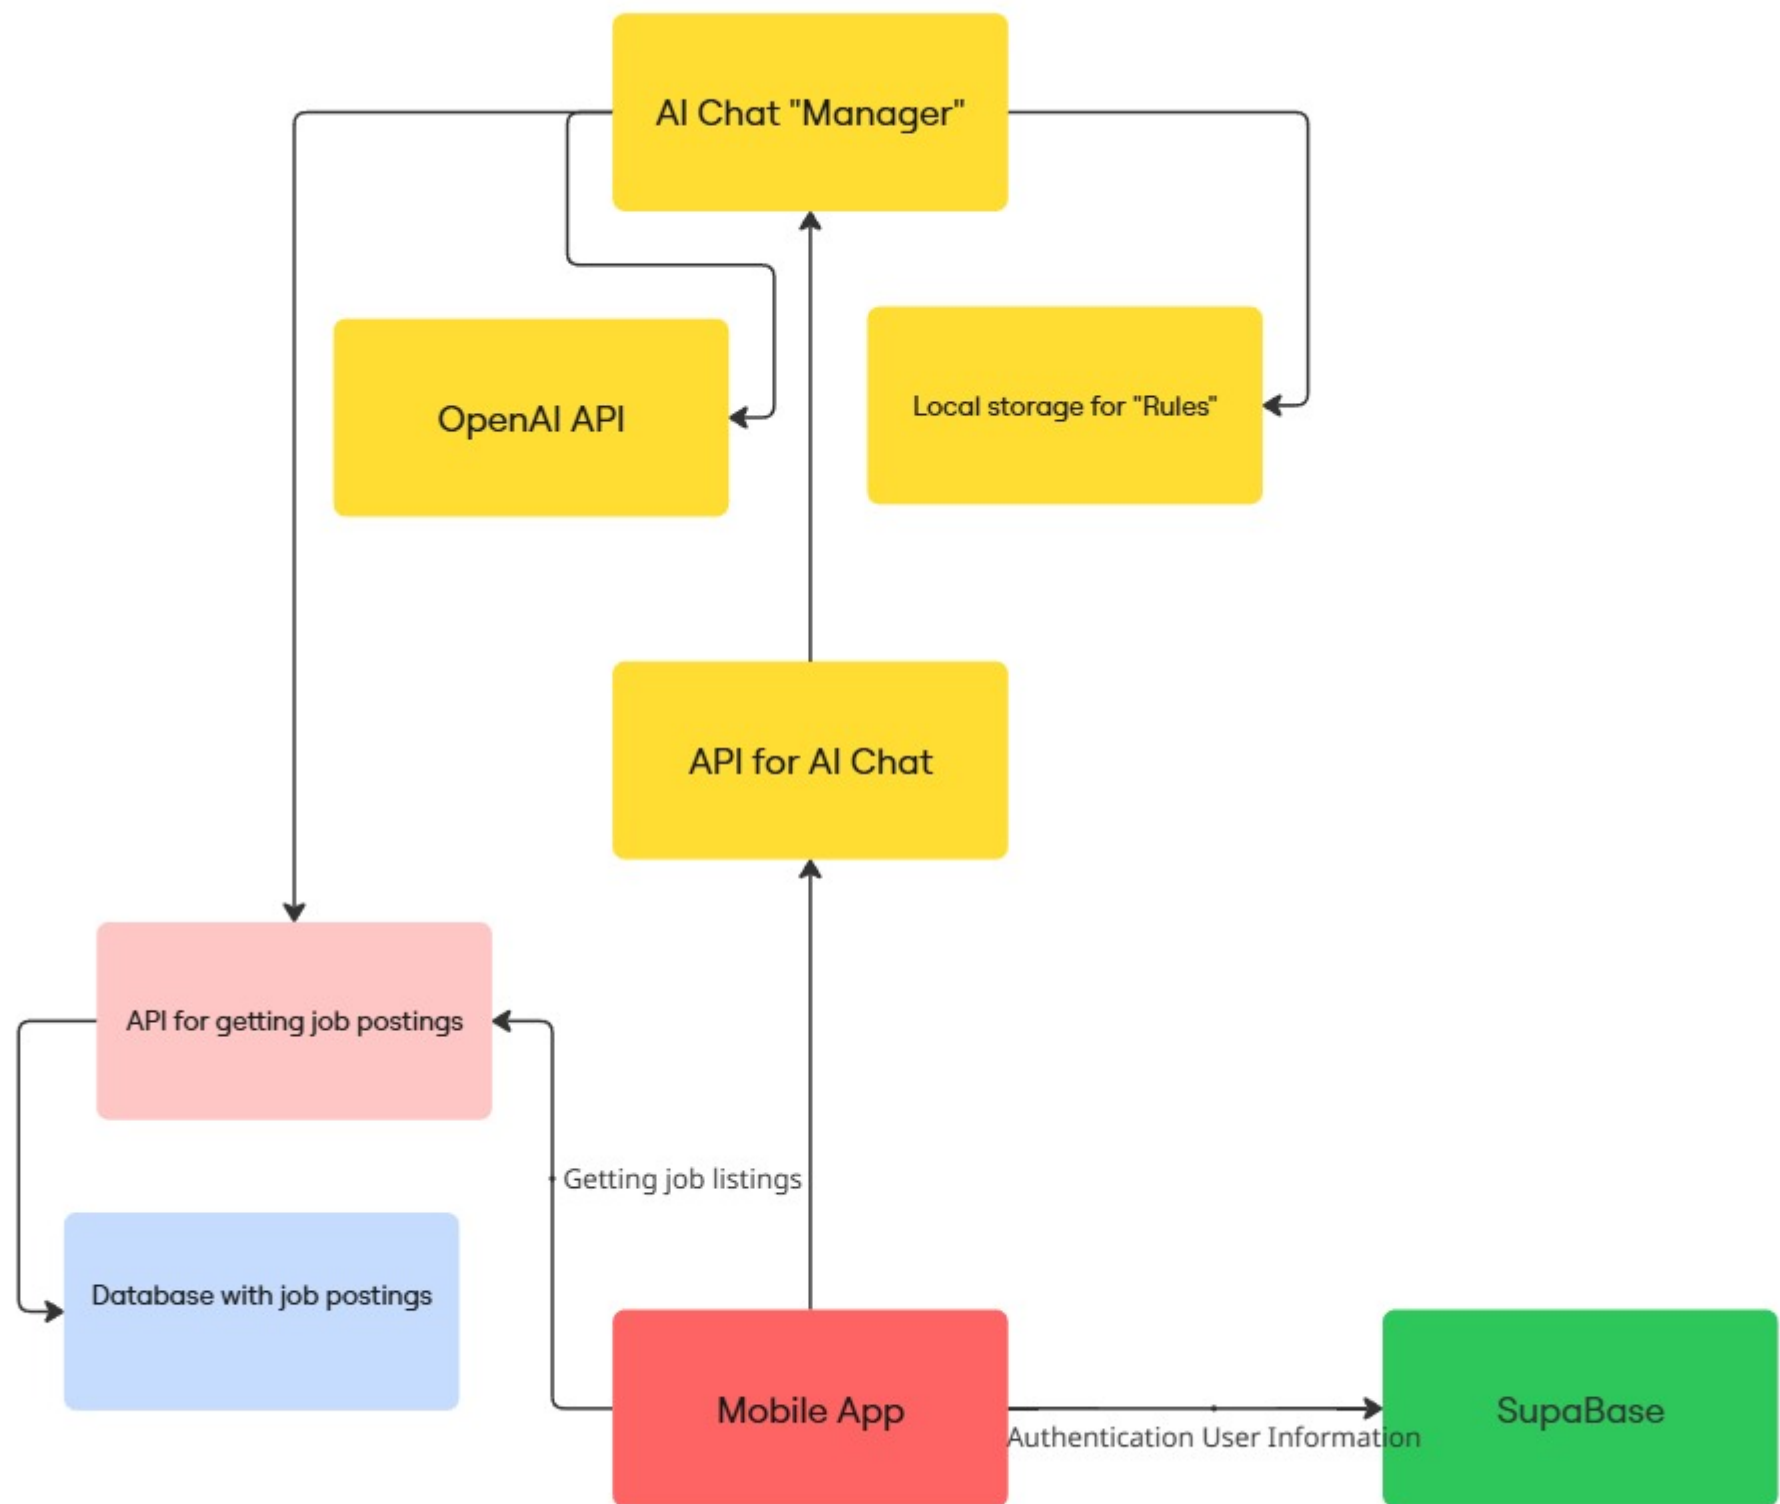 AI Chat "Manager"
OpenAI API
Local storage for "Rules"
API for AI Chat
API for getting job postings
Getting job listings
Database with job postings
Mobile App
SupaBase
Authentication User Information